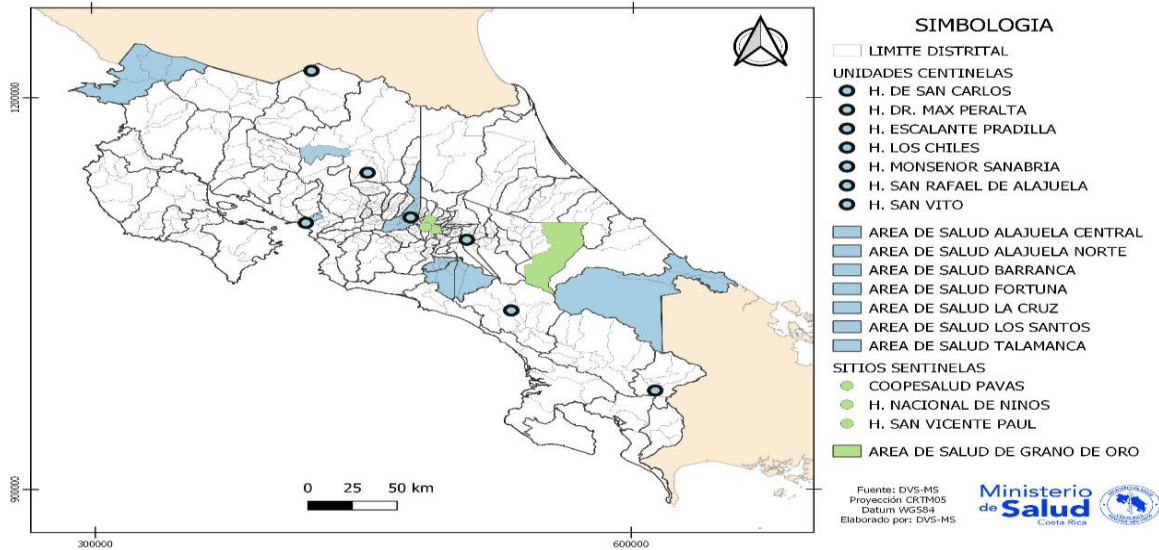 SIMBOLOGIA
LIMITE DISTRITAL
UNIDADES CENTINELAS
H. DE SAN CARLOS
H. DR. MAX PERALTA
H. ESCALANTE PRADILLA
H. LOS CHILES
H. MONSENOR SANABRIA
H. SAN RAFAEL DE ALAJUELA
H. SAN VITO
AREA DE SALUD ALAJUELA CENTRAL
AREA DE SALUD ALAJUELA NORTE
AREA DE SALUD BARRANCA
AREA DE SALUD FORTUNA
AREA DE SALUD LA CRUZ
AREA DE SALUD LOS SANTOS
AREA DE SALUD TALAMANCA
SITIOS SENTINELAS
COOPESALUD PAVAS
H. NACIONAL DE NINOS
H. SAN VICENTE PAUL
AREA DE SALUD DE GRANO DE ORO
Fuente: DVS-MS
Proyección CRTM05
Datum WGS84
Elaborado por: DVS-MS
Ministerio
de Salud
Costa Rica
1200000
900000
0 25 50 km
300000 600000